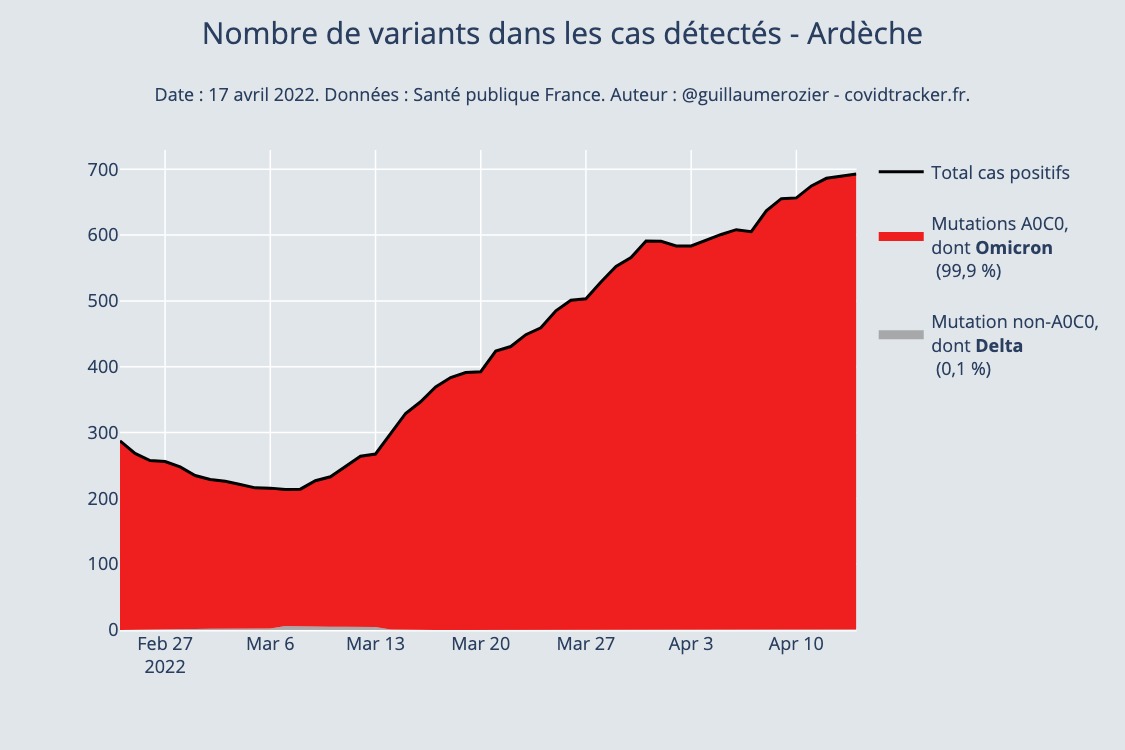 Nombre de variants dans les cas détectés - Ardèche
Date : 17 avril 2022. Données : Santé publique France. Auteur : @guillaumerozier - covidtracker.fr.
700
600
500
400
300
200
100
0
Feb 27
2022
Mar 6
Mar 13
Mar 20
Mar 27
Apr 3
Apr 10
Total cas positifs
Mutations A0C0,
dont Omicron
(99,9 %)
Mutation non-A0C0,
dont Delta
(0,1 %)